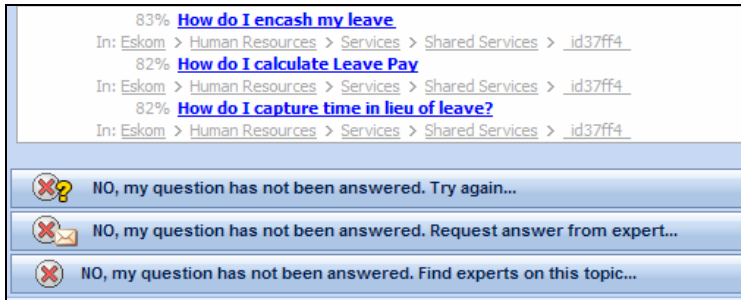 83% How do I encash my leave
In: Eskom > Human Resources > Services > Shared Services > _id37ff4_
82% How do I calculate Leave Pay
In: Eskom > Human Resources > Services > Shared Services > _id37ff4_
82% How do I capture time in lieu of leave?
In: Eskom > Human Resources > Services > Shared Services > _id37ff4_
NO, my question has not been answered. Try again...
NO, my question has not been answered. Request answer from expert...
NO, my question has not been answered. Find experts on this topic...